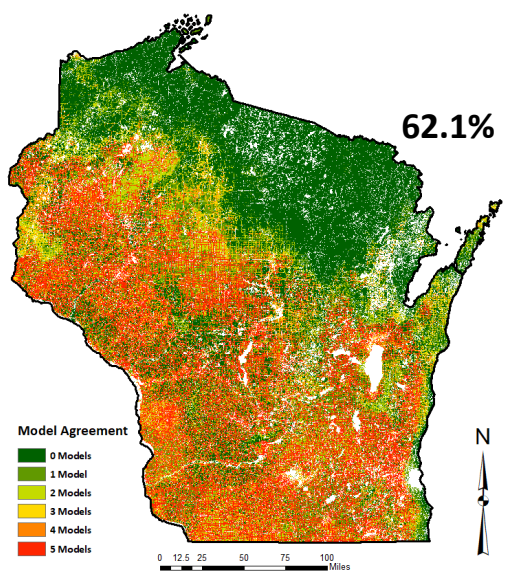 62.1%
Model Agreement
0 Models
1 Model
2 Models
3 Models
4 Models
5 Models
N
0 12.5 25 50 75 100
Miles